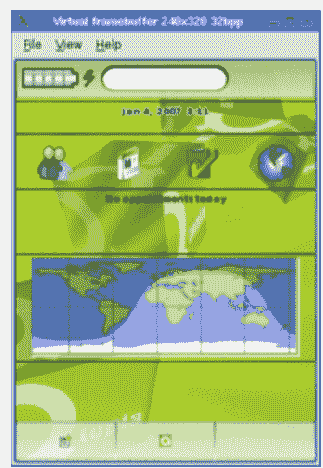 Virtual framebuffer 240x320 32bpp
File View Help
Jan 4, 2007 3:11
No appointments today